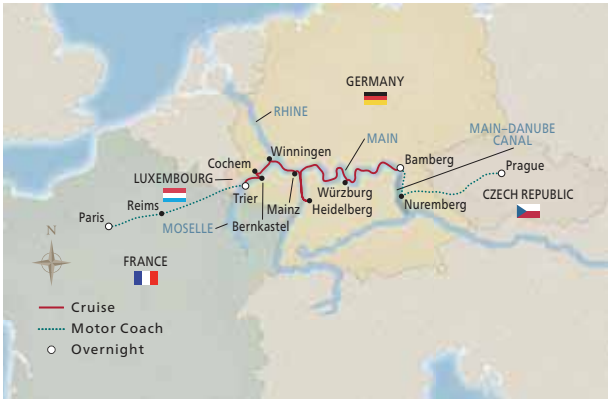 GERMANY
RHINE
MAIN
MAIN–DANUBE
CANAL
Winningen
Cochem
Bamberg
Prague
LUXEMBOURG
Trier
Mainz
Würzburg
CZECH REPUBLIC
Reims
Heidelberg
Nuremberg
Paris
MOSELLE
Bernkastel
N
FRANCE
Cruise
Motor Coach
Overnight